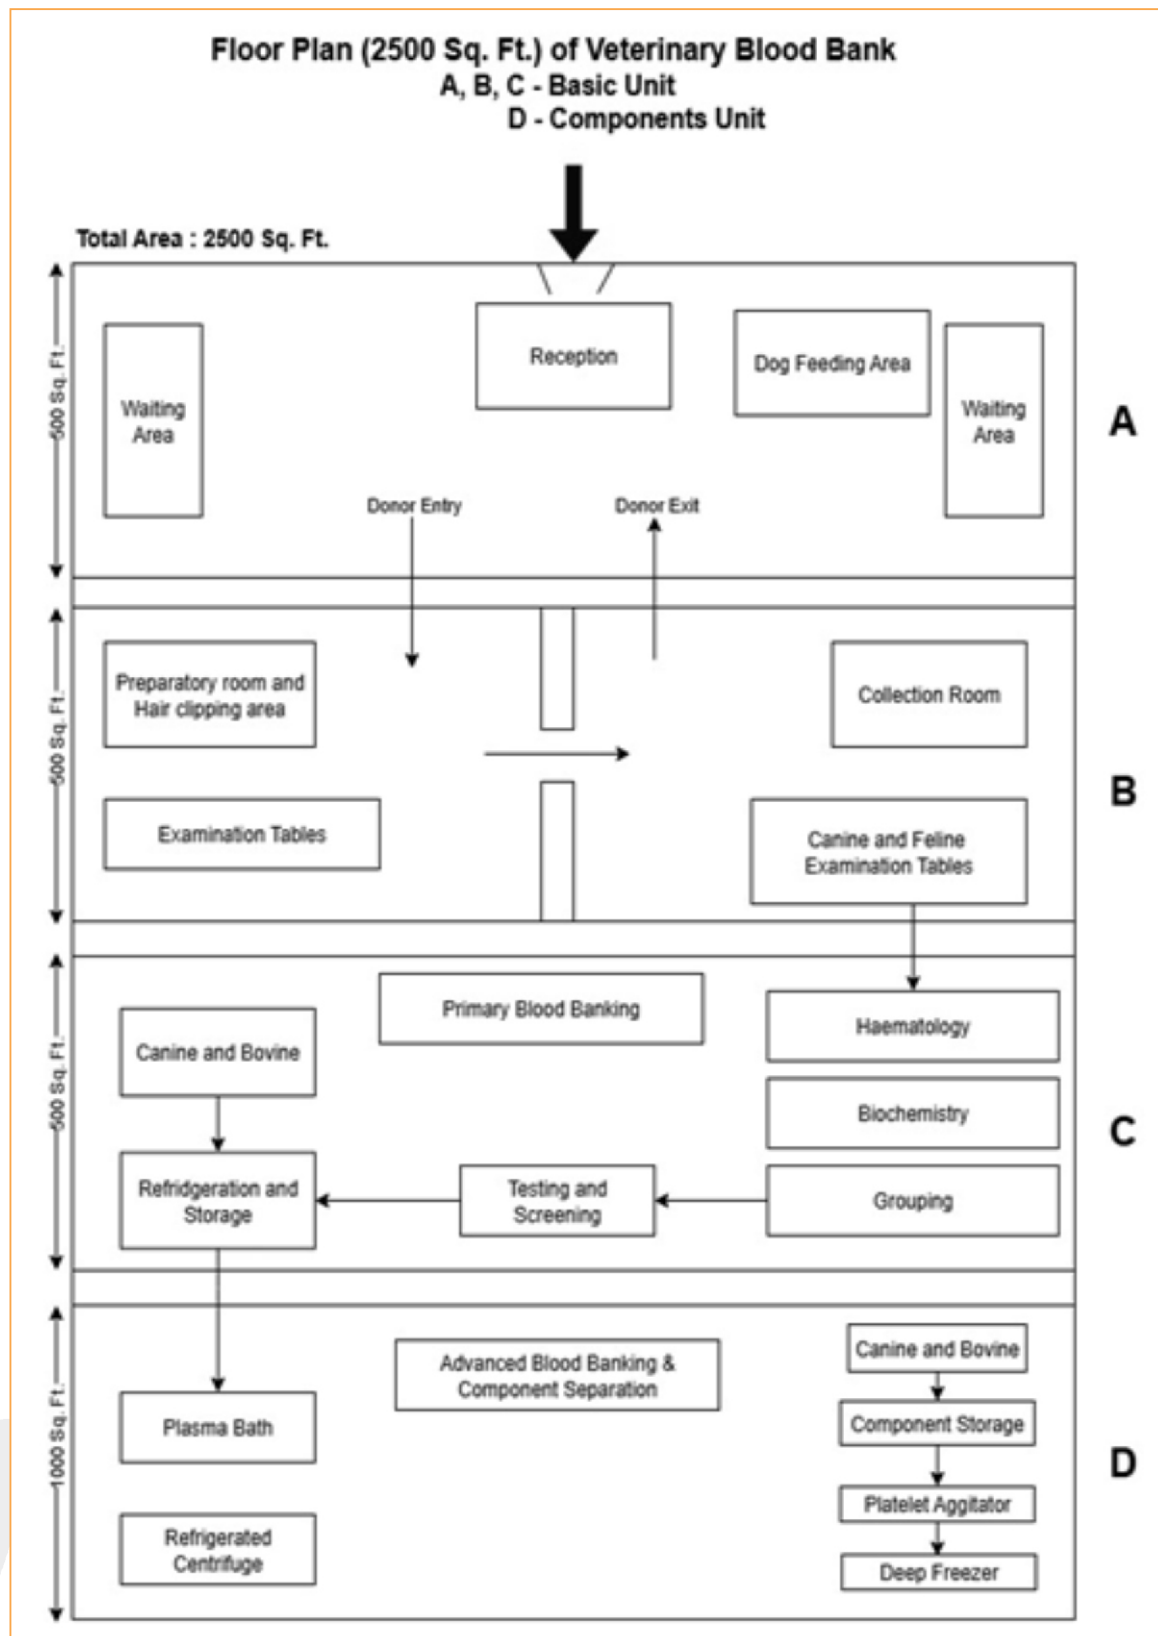 Floor Plan (2500 Sq. Ft.) of Veterinary Blood Bank
A, B, C - Basic Unit
D - Components Unit
Total Area : 2500 Sq. Ft.
500 Sq. Ft.
Waiting
Area
Reception
Dog Feeding Area
Waiting
Area
A
Donor Entry
Donor Exit
500 Sq. Ft.
Preparatory room and
Hair clipping area
Collection Room
Examination Tables
Canine and Feline
Examination Tables
B
500 Sq. Ft.
Primary Blood Banking
Canine and Bovine
Haematology
Biochemistry
Refridgeration and
Storage
Testing and
Screening
Grouping
C
1000 Sq. Ft.
Advanced Blood Banking &
Component Separation
Canine and Bovine
Plasma Bath
Component Storage
Platelet Aggitator
Refrigerated
Centrifuge
Deep Freezer
D